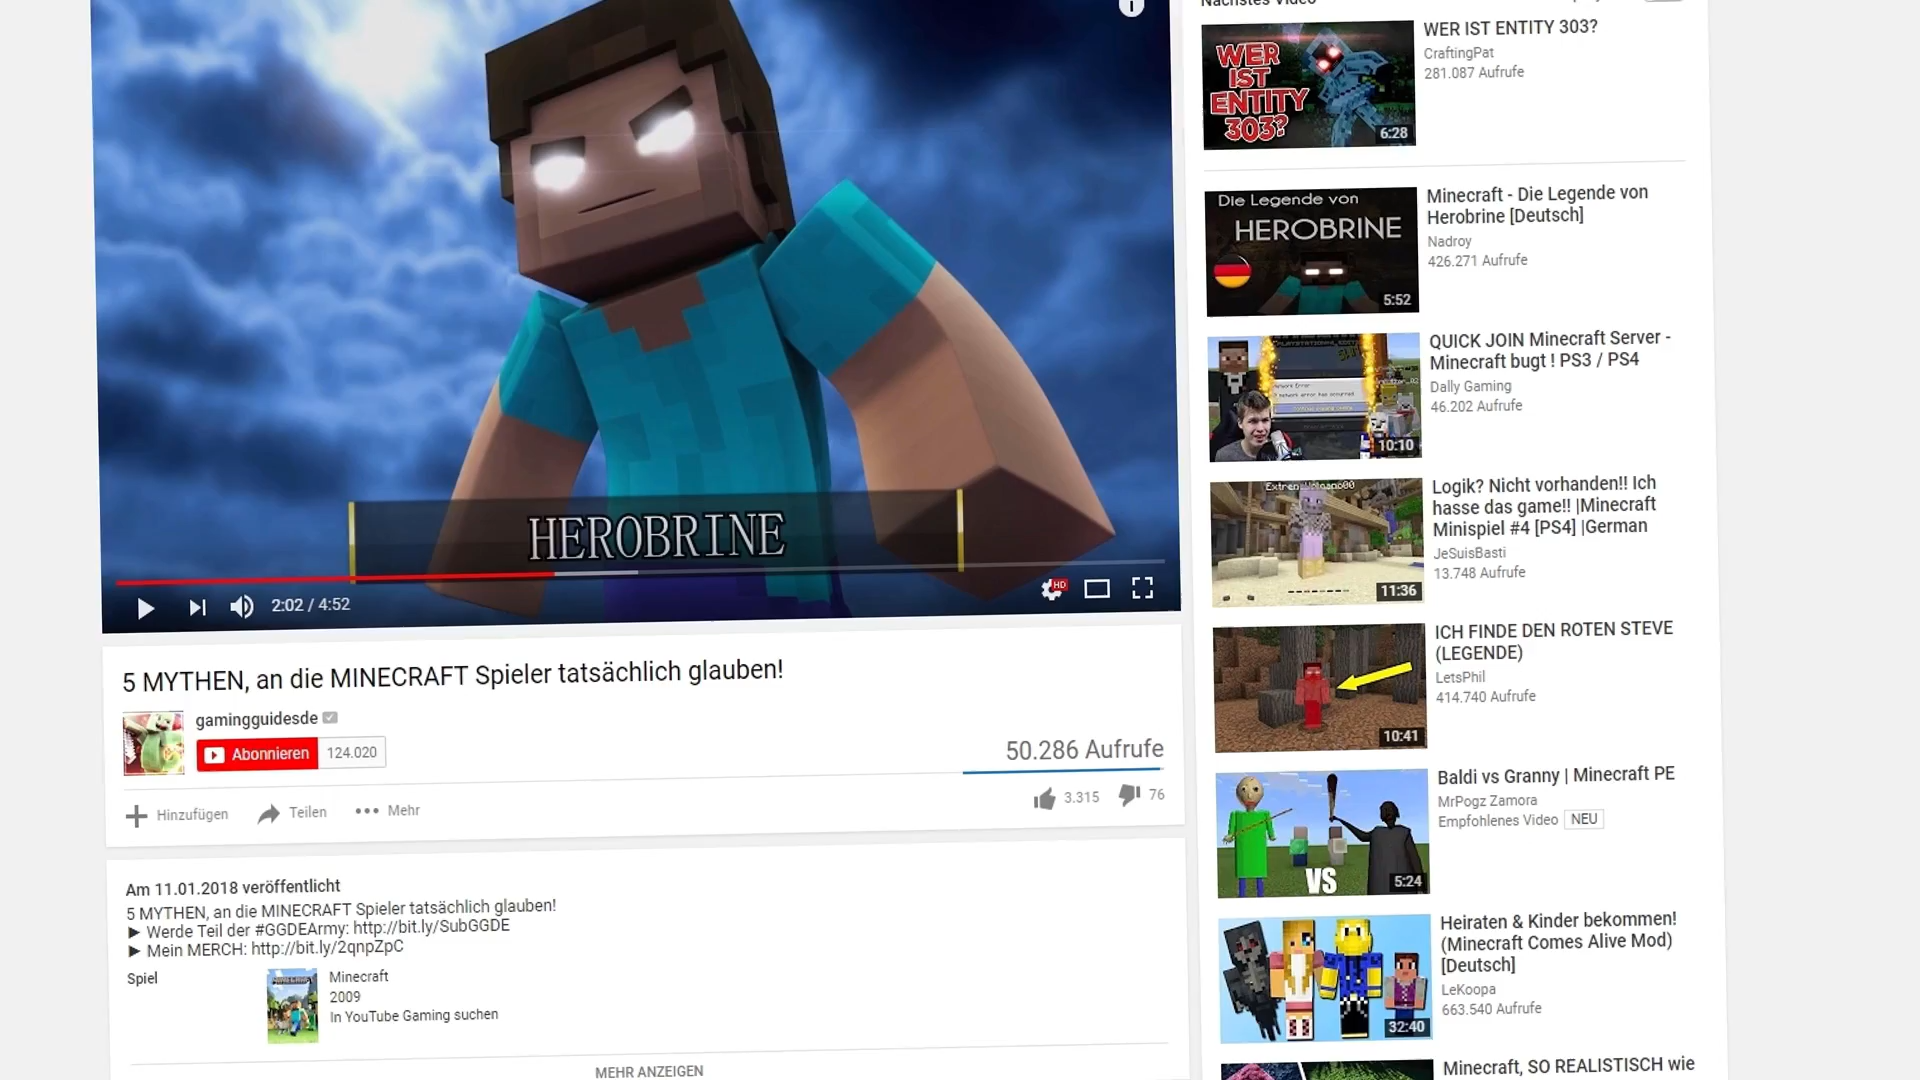 HEROBRINE
2:02 / 4:52
HD
5 MYTHEN, an die MINECRAFT Spieler tatsächlich glauben!
gamingguidesde
Abonnieren 124.020
50.286 Aufrufe
Hinzufügen Teilen Mehr
3.315 76
Am 11.01.2018 veröffentlicht
5 MYTHEN, an die MINECRAFT Spieler tatsächlich glauben!
► Werde Teil der #GGDEArmy: http://bit.ly/SubGGDE
► Mein MERCH: http://bit.ly/2qnpZpC
Spiel
Minecraft
2009
In YouTube Gaming suchen
MEHR ANZEIGEN
Nächstes Video
WER
IST
ENTITY
303?
6:28
WER IST ENTITY 303?
CraftingPat
281.087 Aufrufe
Die Legende von
HEROBRINE
5:52
Minecraft - Die Legende von
Herobrine [Deutsch]
Nadroy
426.271 Aufrufe
10:10
QUICK JOIN Minecraft Server -
Minecraft bugt ! PS3 / PS4
Dally Gaming
46.202 Aufrufe
11:36
Logik? Nicht vorhanden!! Ich
hasse das game!! |Minecraft
Minispiel #4 [PS4] |German
JeSuisBasti
13.748 Aufrufe
10:41
ICH FINDE DEN ROTEN STEVE
(LEGENDE)
LetsPhil
414.740 Aufrufe
VS
5:24
Baldi vs Granny | Minecraft PE
MrPogz Zamora
Empfohlenes Video NEU
32:40
Heiraten & Kinder bekommen!
(Minecraft Comes Alive Mod)
[Deutsch]
LeKoopa
663.540 Aufrufe
Minecraft, SO REALISTISCH wie